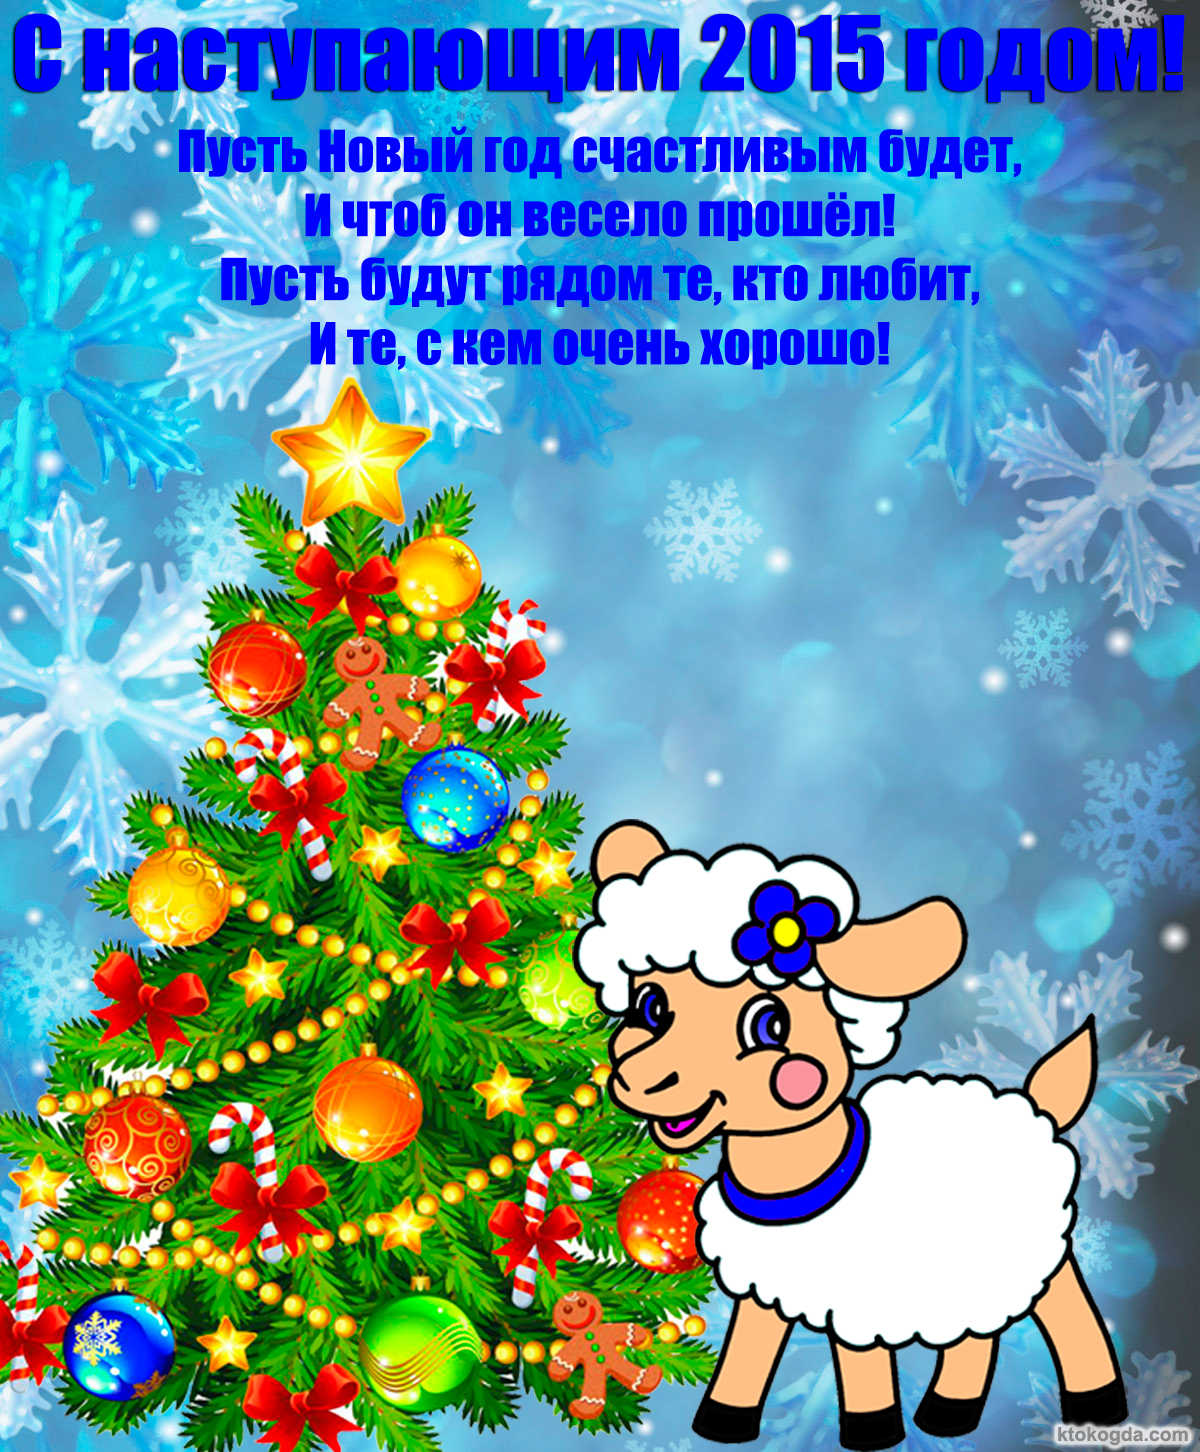 С наступающим 2015 годом!
Пусть Новый год счастливым будет,
И чтоб он весело прошёл!
Пусть будут рядом те, кто любит,
И те, с кем очень хорошо!
ktokogda.com